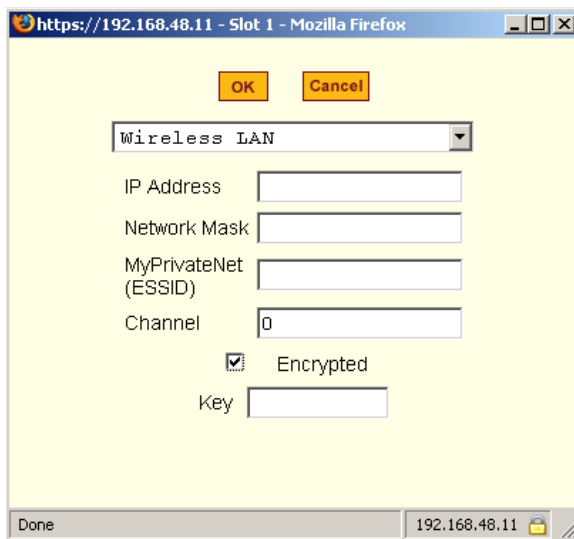 https://192.168.48.11 - Slot 1 - Mozilla Firefox
OK Cancel
Wireless LAN
IP Address
Network Mask
MyPrivateNet
(ESSID)
Channel 0
Encrypted
Key
Done 192.168.48.11